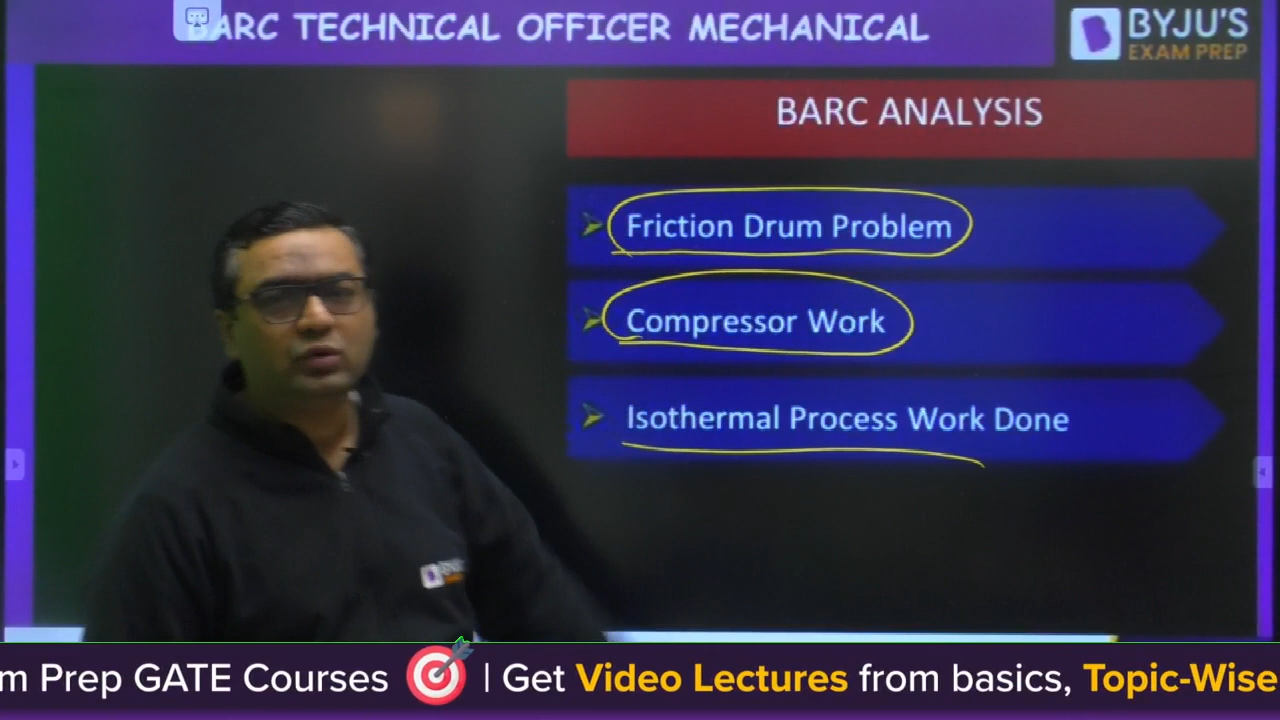 BARC TECHNICAL OFFICER MECHANICAL
BYJU'S
EXAM PREP
BARC ANALYSIS
Friction Drum Problem
Compressor Work
Isothermal Process Work Done
m Prep GATE Courses | Get Video Lectures from basics, Topic-Wise